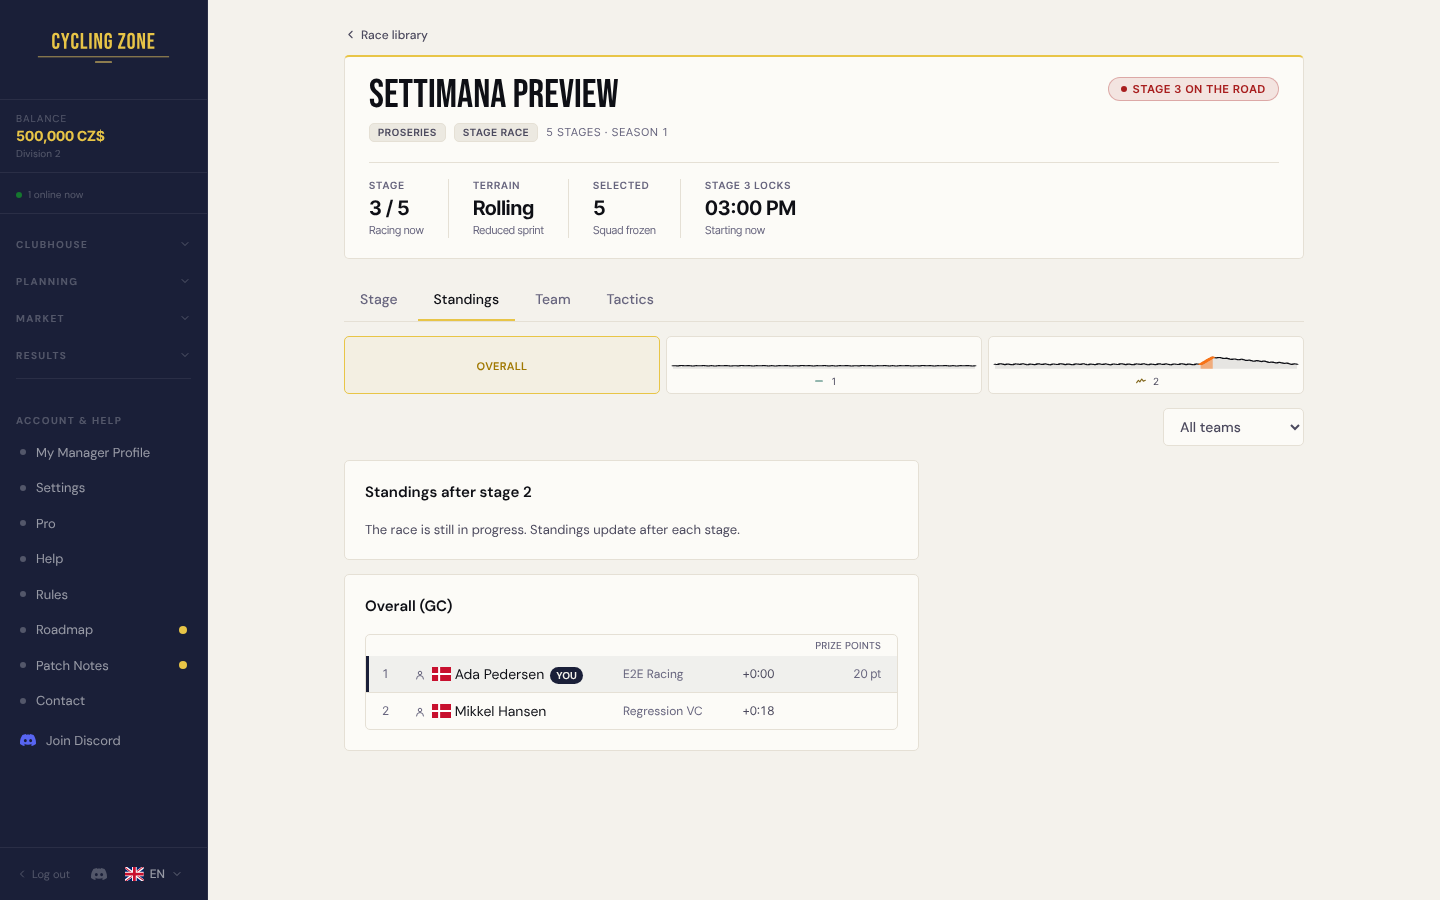 CYCLING ZONE
BALANCE
500,000 CZ$
Division 2
1 online now
CLUBHOUSE
PLANNING
MARKET
RESULTS
ACCOUNT & HELP
My Manager Profile
Settings
Pro
Help
Rules
Roadmap
Patch Notes
Contact
Join Discord
Log out
EN
Race library
SETTIMANA PREVIEW
STAGE 3 ON THE ROAD
PROSERIES STAGE RACE 5 STAGES · SEASON 1
STAGE
3 / 5
Racing now
TERRAIN
Rolling
Reduced sprint
SELECTED
5
Squad frozen
STAGE 3 LOCKS
03:00 PM
Starting now
Stage Standings Team Tactics
OVERALL
1
2
All teams
Standings after stage 2
The race is still in progress. Standings update after each stage.
Overall (GC)
PRIZE POINTS
1 Ada Pedersen YOU E2E Racing +0:00 20 pt
2 Mikkel Hansen Regression VC +0:18